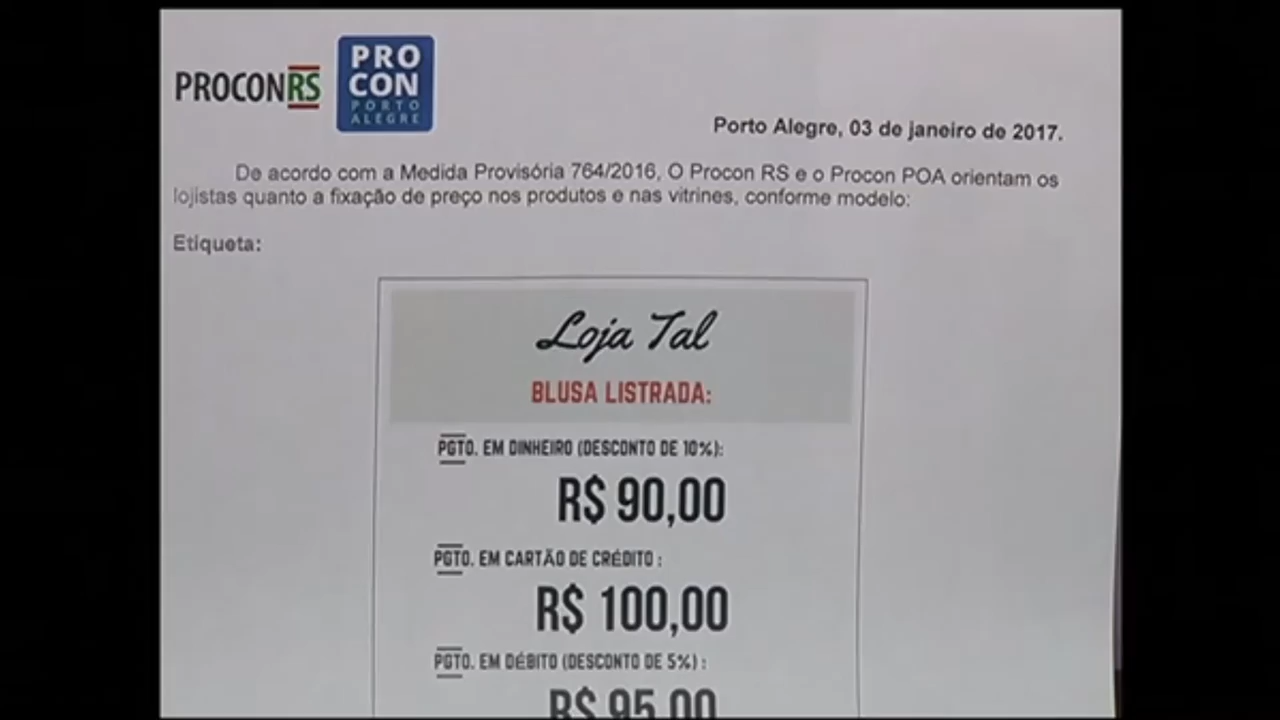 PROCONRS
PRO
CON
PORTO
ALEGRE
Porto Alegre, 03 de janeiro de 2017.
De acordo com a Medida Provisória 764/2016, O Procon RS e o Procon POA orientam os
lojistas quanto a fixação de preço nos produtos e nas vitrines, conforme modelo:
Etiqueta:
Loja Tal
BLUSA LISTRADA:
PGTO. EM DINHEIRO (DESCONTO DE 10%):
R$ 90,00
PGTO. EM CARTÃO DE CRÉDITO :
R$ 100,00
PGTO. EM DÉBITO (DESCONTO DE 5%) :
R$ 95,00